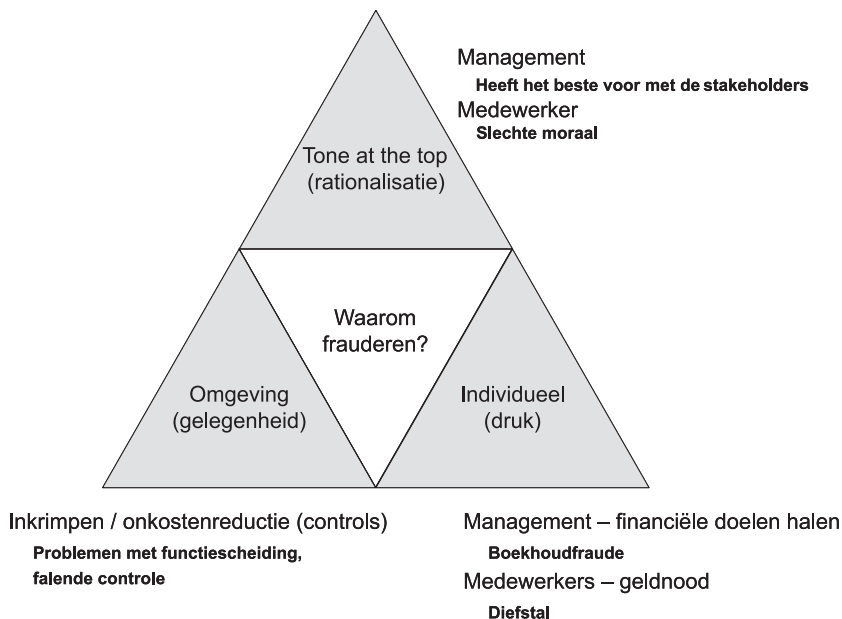 Management
Heeft het beste voor met de stakeholders
Medewerker
Slechte moraal
Tone at the top
(rationalisatie)
Waarom
frauderen?
Omgeving
(gelegenheid)
Individueel
(druk)
Inkrimpen / onkostenreductie (controls)
Problemen met functiescheiding,
falende controle
Management – financiële doelen halen
Boekhoudfraude
Medewerkers – geldnood
Diefstal